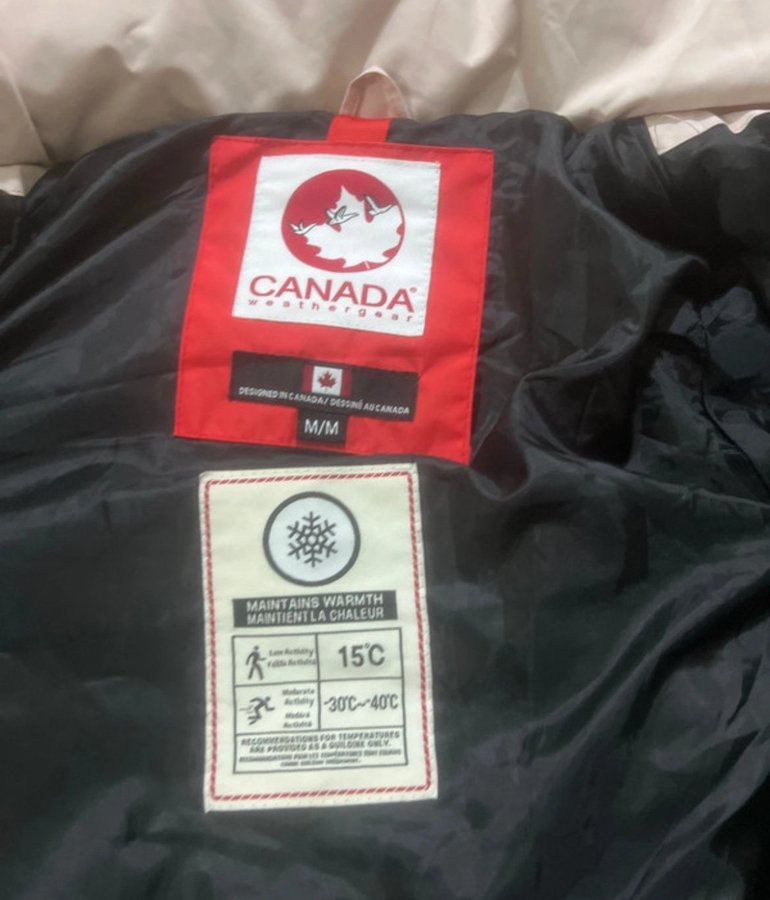 CANADA®
weathergear
DESIGNED IN CANADA / DESSINÉ AU CANADA
M/M
MAINTAINS WARMTH
MAINTIENT LA CHALEUR
Low Activity
Faible Activité
15°C
Moderate
Activity
Modéré
Activité
-30°C~-40°C
RECOMMENDATIONS FOR TEMPERATURES
ARE PROVIDED AS A GUILDINE ONLY.